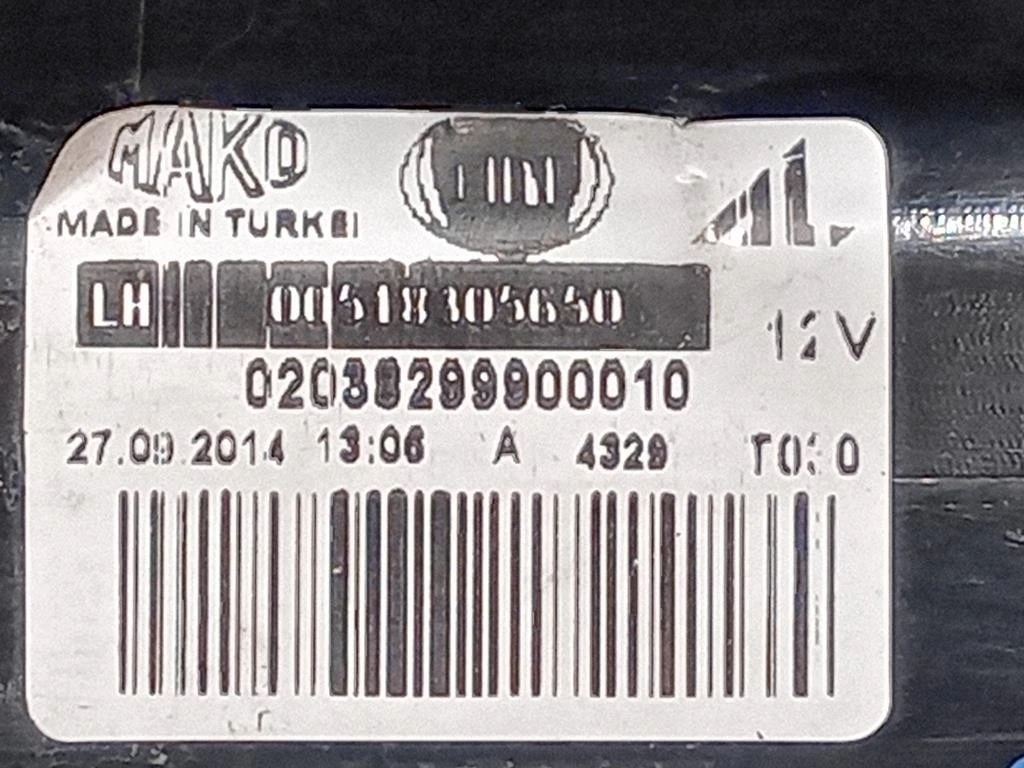 MAKO
MADE IN TURKEI
LH 00518305650
12V
02038299900010
27.09.2014 13:06 A 4329